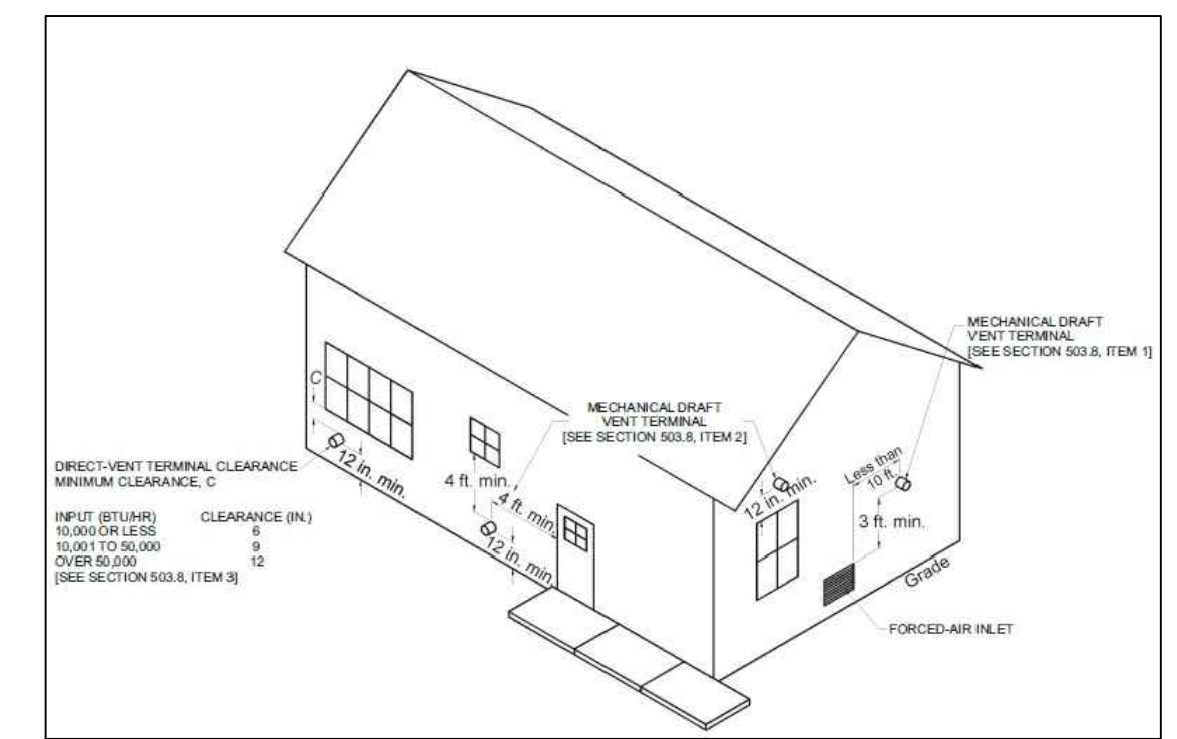 MECHANICAL DRAFT
VENT TERMINAL
[SEE SECTION 503.8, ITEM 1]
MECHANICAL DRAFT
VENT TERMINAL
[SEE SECTION 503.8, ITEM 2]
C
12 in. min.
DIRECT-VENT TERMINAL CLEARANCE
MINIMUM CLEARANCE, C
INPUT (BTU/HR) CLEARANCE (IN.)
10,000 OR LESS 6
10,001 TO 50,000 9
OVER 50,000 12
[SEE SECTION 503.8, ITEM 3]
4 ft. min.
4 ft. min.
12 in. min.
12 in. min.
Less than
10 ft.
3 ft. min.
Grade
FORCED-AIR INLET